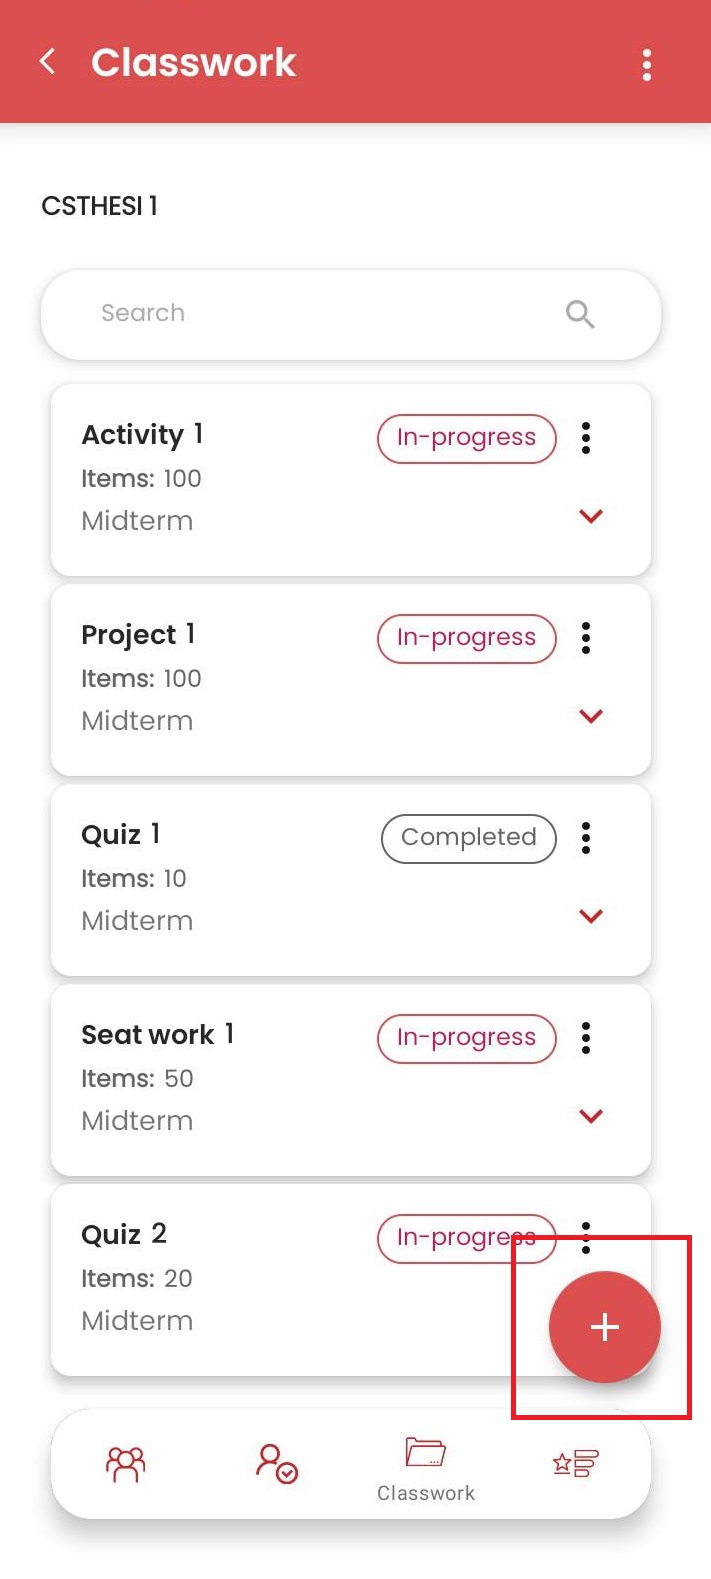 Classwork
CSTHESI 1
Search
Activity 1 In-progress
Items: 100
Midterm
Project 1 In-progress
Items: 100
Midterm
Quiz 1 Completed
Items: 10
Midterm
Seat work 1 In-progress
Items: 50
Midterm
Quiz 2 In-progress
Items: 20
Midterm
+
Classwork